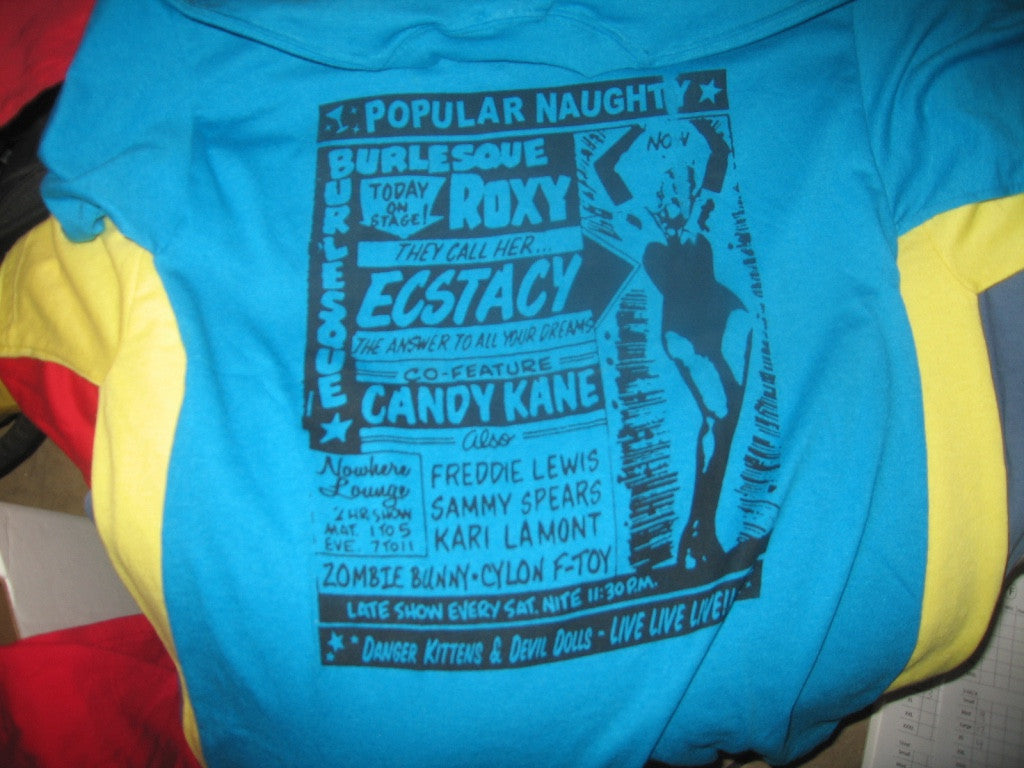 POPULAR NAUGHTY
BURLESQUE
BURLESQUE
TODAY
ON
STAGE!
ROXY
NOW
THEY CALL HER...
ECSTACY
THE ANSWER TO ALL YOUR DREAMS
CO-FEATURE
CANDY KANE
Also
Nowhere
Lounge
2 HR SHOW
MAT. 1 TO 5
EVE. 7 TO 11
FREDDIE LEWIS
SAMMY SPEARS
KARI LAMONT
ZOMBIE BUNNY • CYLON F-TOY
LATE SHOW EVERY SAT. NITE 11:30 P.M.
DANGER KITTENS & DEVIL DOLLS - LIVE LIVE LIVE!!